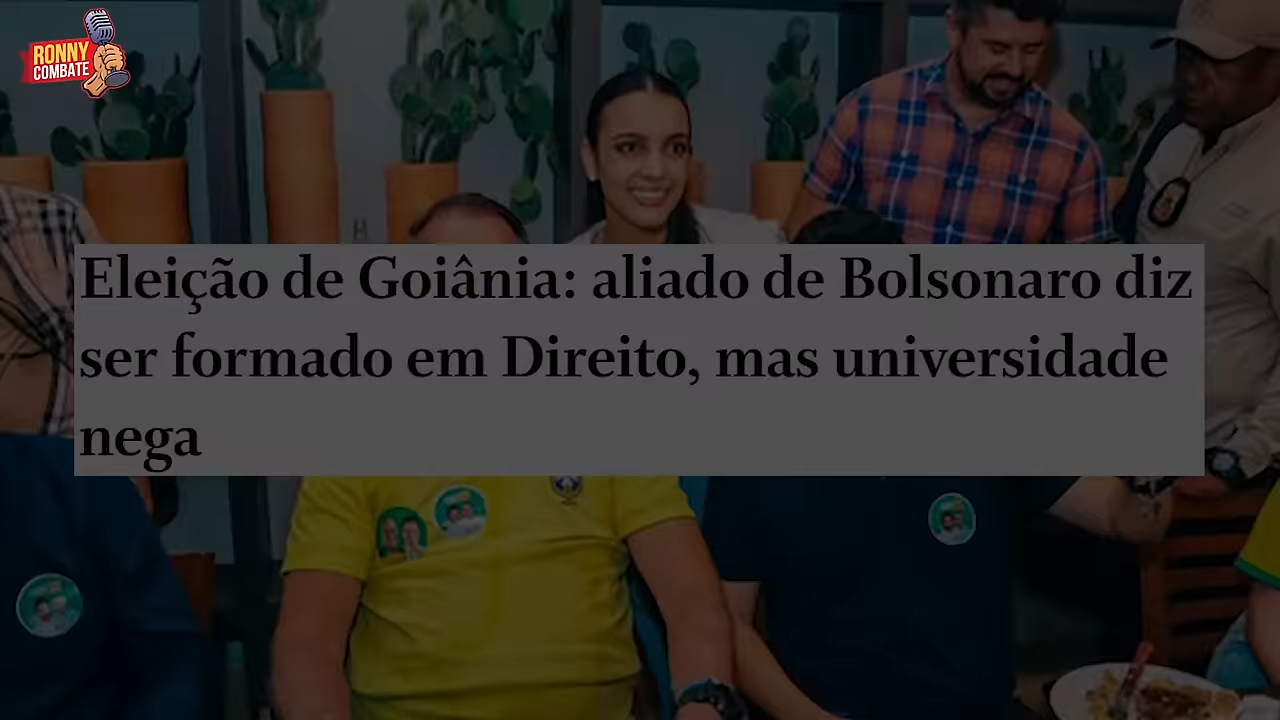 RONNY
COMBATE
Eleição de Goiânia: aliado de Bolsonaro diz
ser formado em Direito, mas universidade
nega